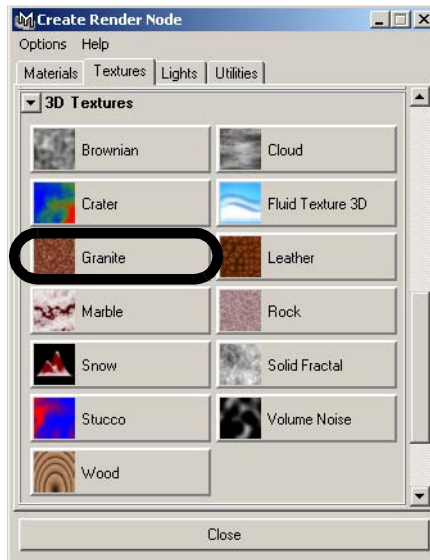 Create Render Node
Options Help
Materials Textures Lights Utilities
3D Textures
Brownian Cloud
Crater Fluid Texture 3D
Granite Leather
Marble Rock
Snow Solid Fractal
Stucco Volume Noise
Wood
Close